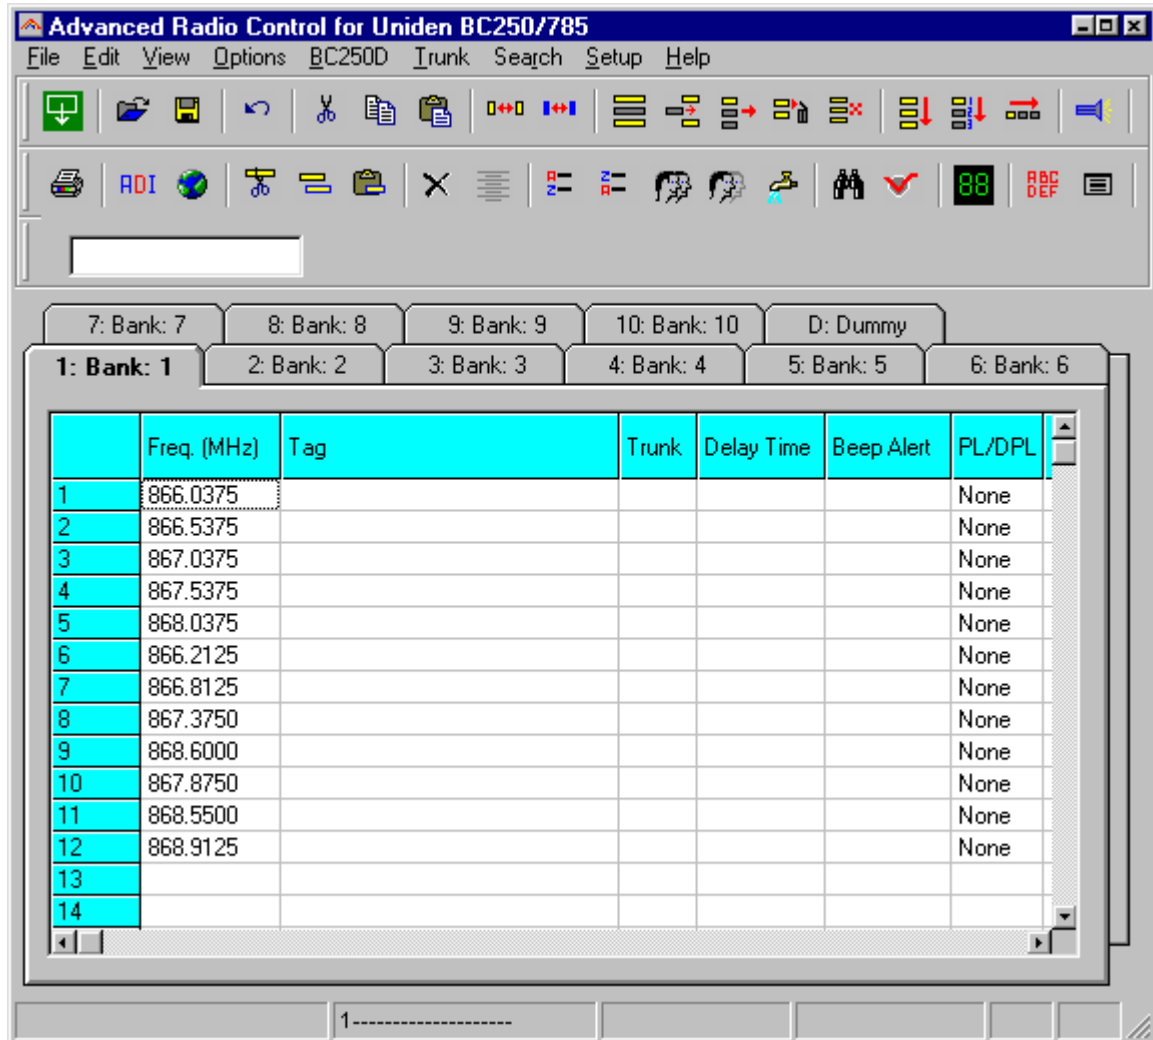 Advanced Radio Control for Uniden BC250/785
File Edit View Options BC250D Trunk Search Setup Help
ADI 88 ABC DEF
7: Bank: 7 8: Bank: 8 9: Bank: 9 10: Bank: 10 D: Dummy
1: Bank: 1 2: Bank: 2 3: Bank: 3 4: Bank: 4 5: Bank: 5 6: Bank: 6
Freq. (MHz) Tag Trunk Delay Time Beep Alert PL/DPL
1 866.0375 None
2 866.5375 None
3 867.0375 None
4 867.5375 None
5 868.0375 None
6 866.2125 None
7 866.8125 None
8 867.3750 None
9 868.6000 None
10 867.8750 None
11 868.5500 None
12 868.9125 None
13
14
1--------------------